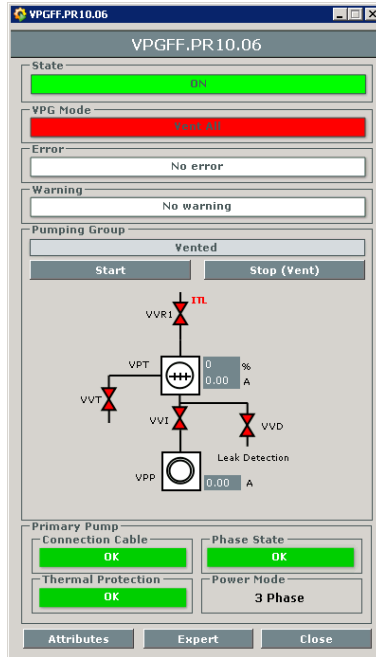 VPGFF.PR10.06
VPGFF.PR10.06
State
ON
VPG Mode
Vent All
Error
No error
Warning
No warning
Pumping Group
Vented
Start Stop (Vent)
ITL
VVR1
VPT 0 %
0.00 A
VVT
VVI VVD
Leak Detection
VPP
0.00 A
Primary Pump
Connection Cable Phase State
OK OK
Thermal Protection Power Mode
OK 3 Phase
Attributes Expert Close